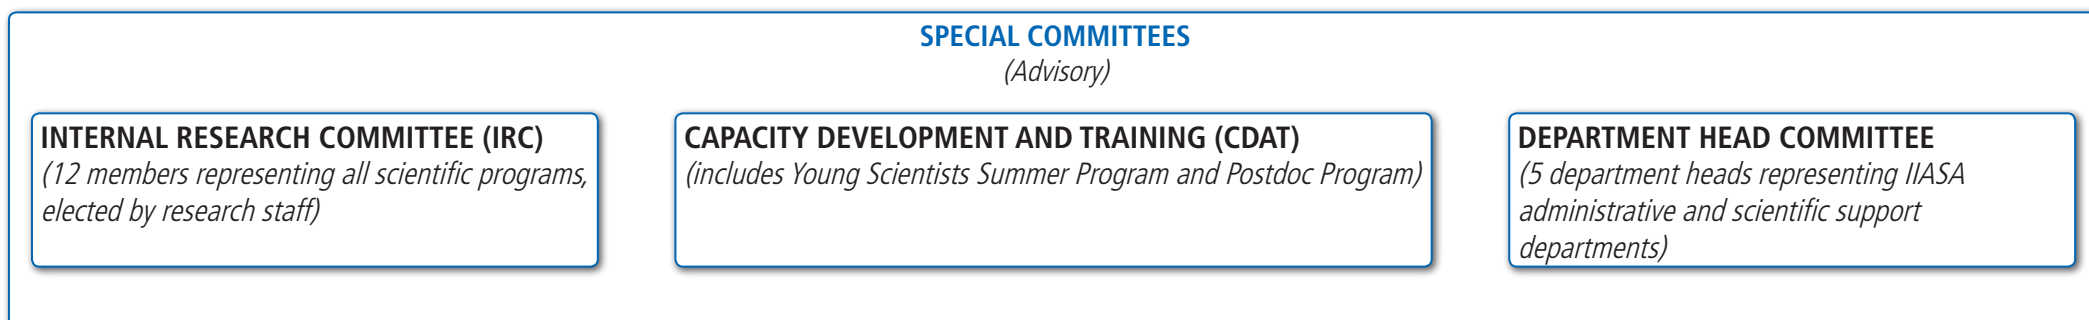 SPECIAL COMMITTEES
(Advisory)
INTERNAL RESEARCH COMMITTEE (IRC)
(12 members representing all scientific programs,
elected by research staff)
CAPACITY DEVELOPMENT AND TRAINING (CDAT)
(includes Young Scientists Summer Program and Postdoc Program)
DEPARTMENT HEAD COMMITTEE
(5 department heads representing IIASA
administrative and scientific support
departments)